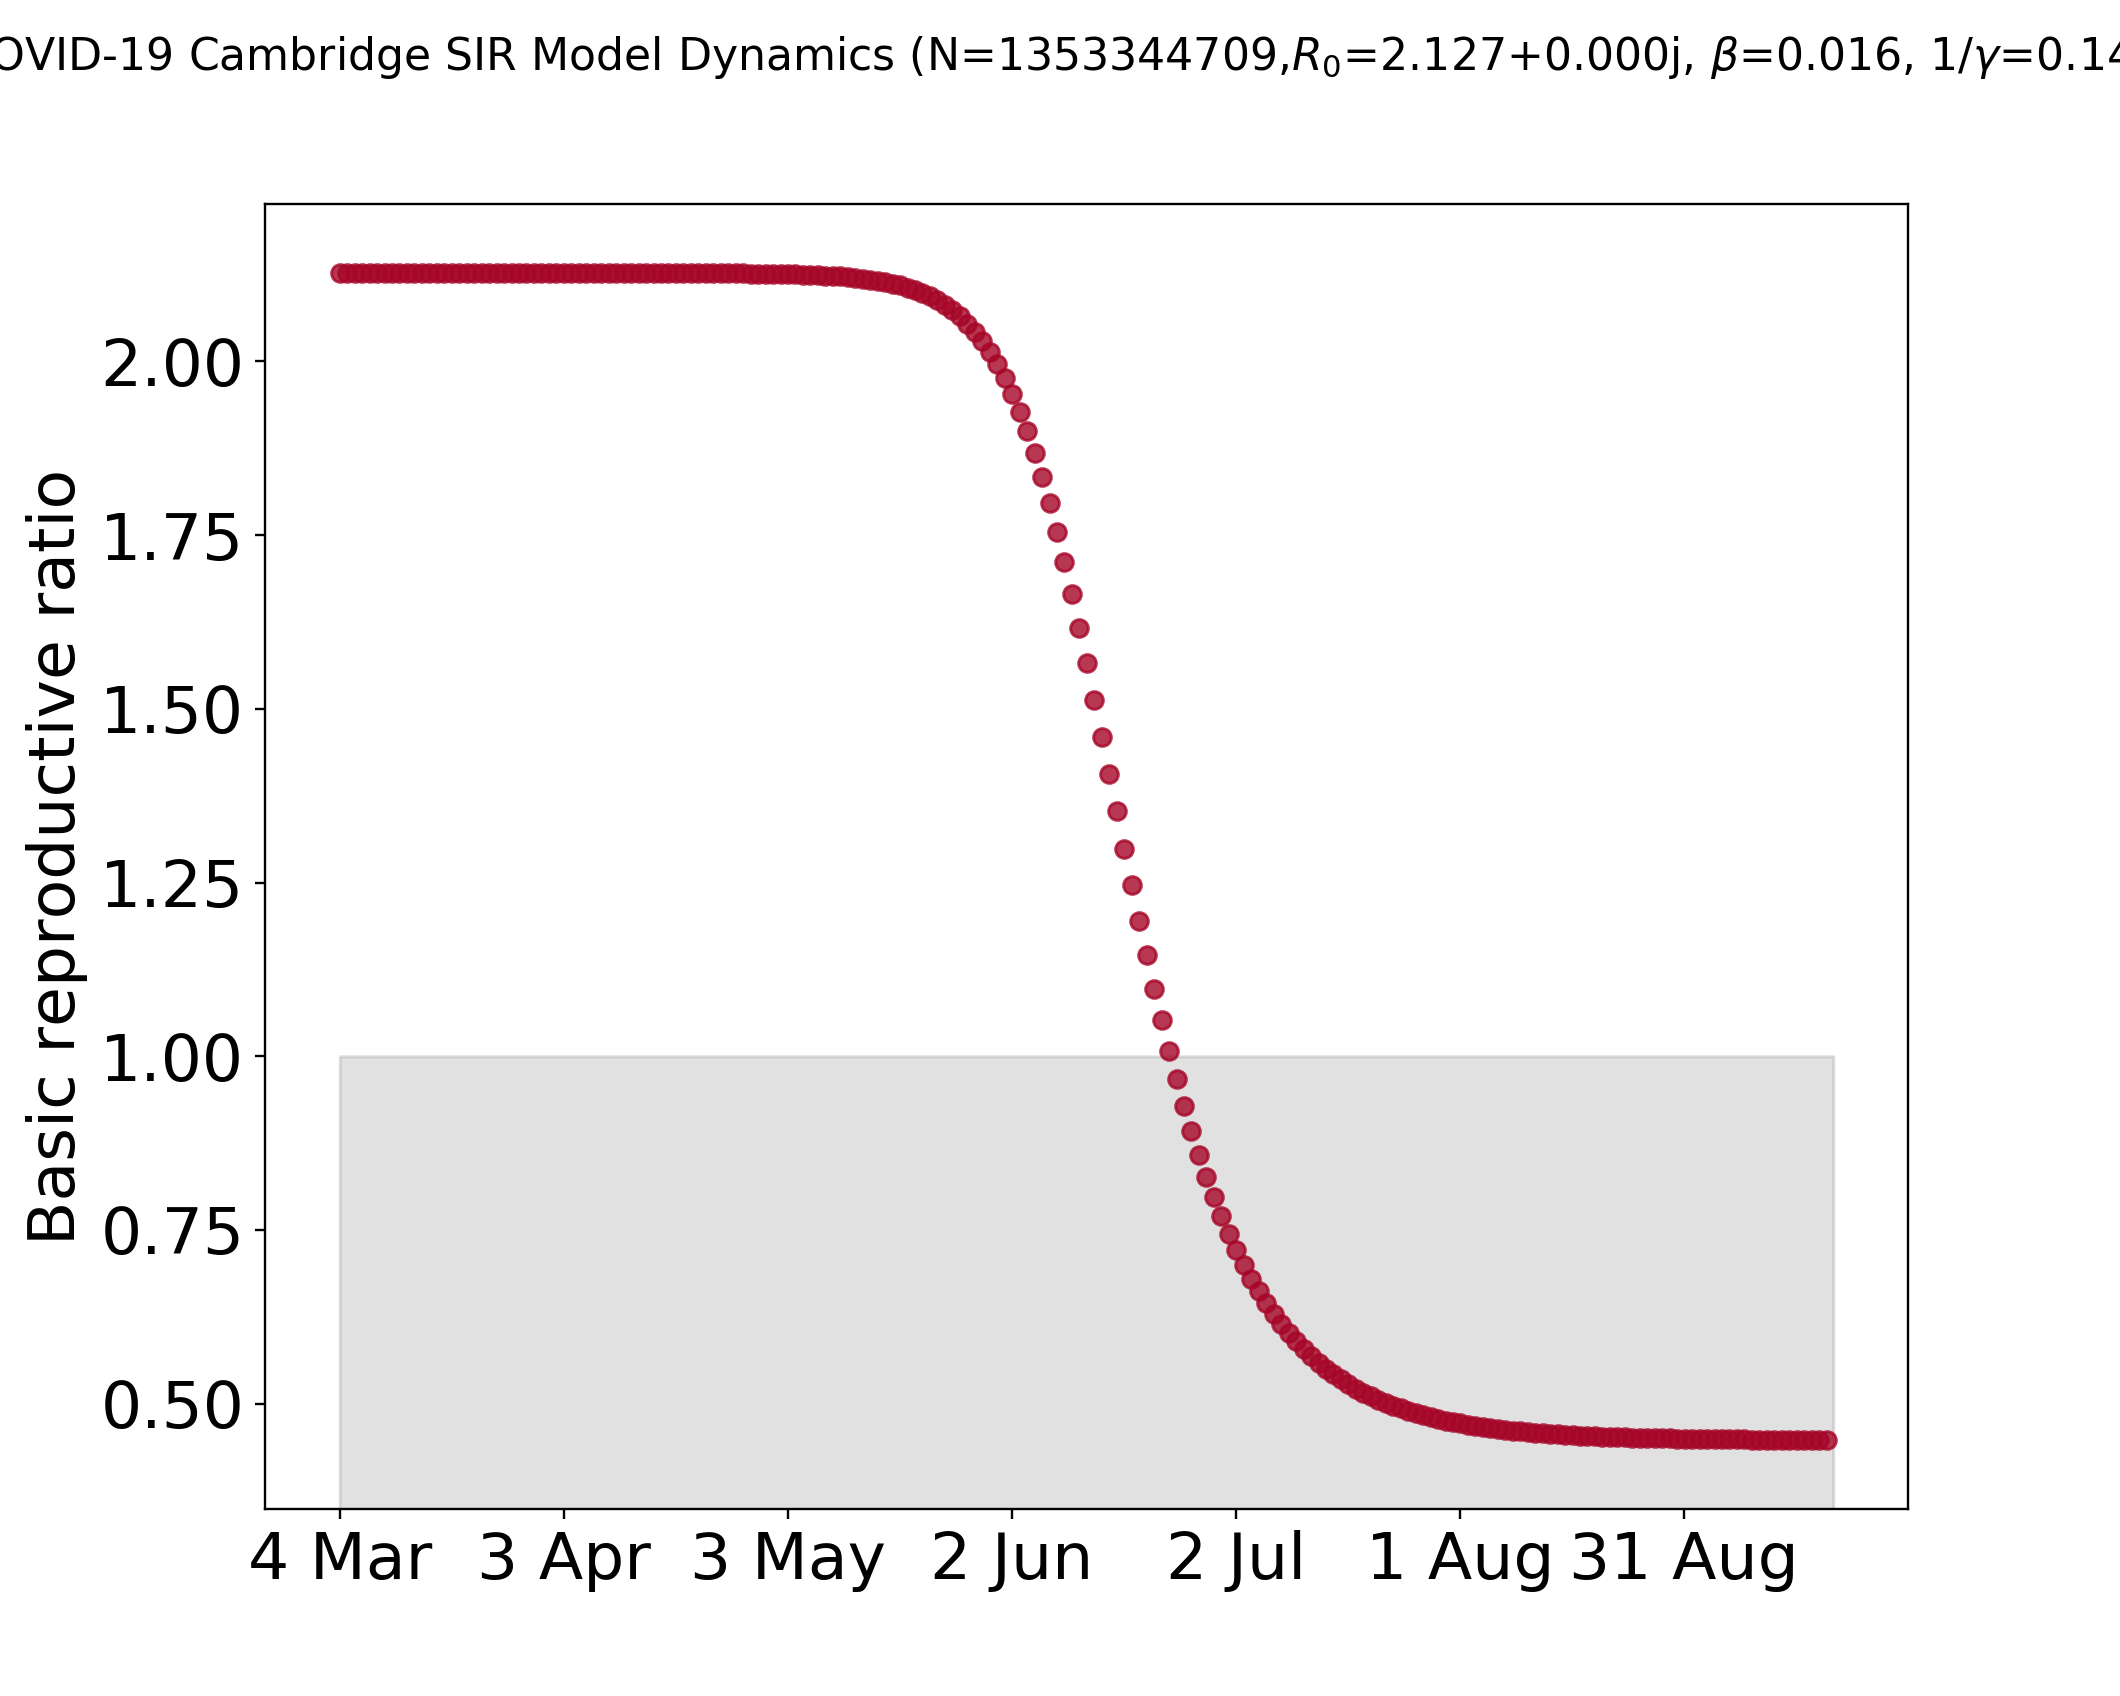 OVID-19 Cambridge SIR Model Dynamics (N=1353344709,R₀=2.127+0.000j, β=0.016, 1/γ=0.14
Basic reproductive ratio
2.00
1.75
1.50
1.25
1.00
0.75
0.50
4 Mar 3 Apr 3 May 2 Jun 2 Jul 1 Aug 31 Aug